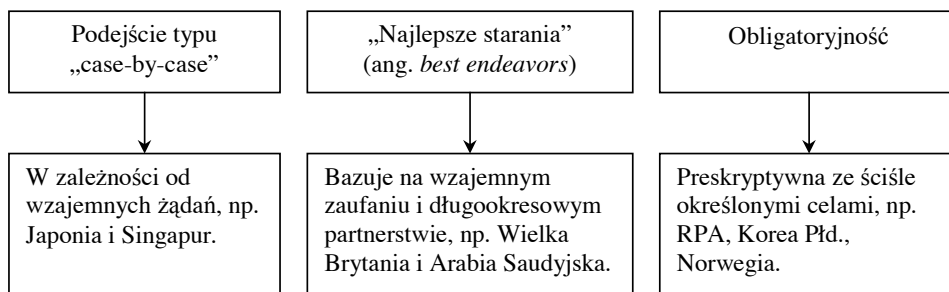 Podejście typu
„case-by-case”
„Najlepsze starania”
(ang. best endeavors)
Obligatoryjność
W zależności od
wzajemnych żądań, np.
Japonia i Singapur.
Bazuje na wzajemnym
zaufaniu i długookresowym
partnerstwie, np. Wielka
Brytania i Arabia Saudyjska.
Preskryptywna ze ściśle
określonymi celami, np.
RPA, Korea Płd.,
Norwegia.